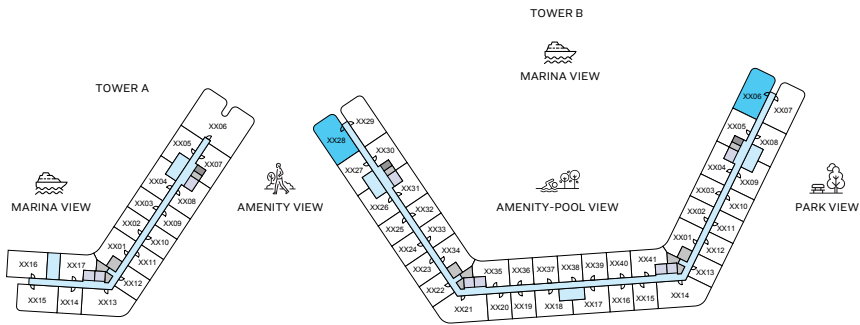 TOWER B
MARINA VIEW
TOWER A
MARINA VIEW
AMENITY VIEW
AMENITY-POOL VIEW
PARK VIEW
XX06
XX05
XX07
XX04
XX08
XX03
XX09
XX02
XX10
XX01
XX11
XX16
XX17
XX12
XX15
XX14
XX13
XX29
XX28
XX30
XX27
XX31
XX26
XX32
XX25
XX33
XX24
XX34
XX23
XX22
XX21
XX35
XX36
XX37
XX38
XX39
XX40
XX41
XX20
XX19
XX18
XX17
XX16
XX15
XX14
XX06
XX07
XX05
XX08
XX04
XX09
XX03
XX10
XX02
XX11
XX01
XX12
XX13